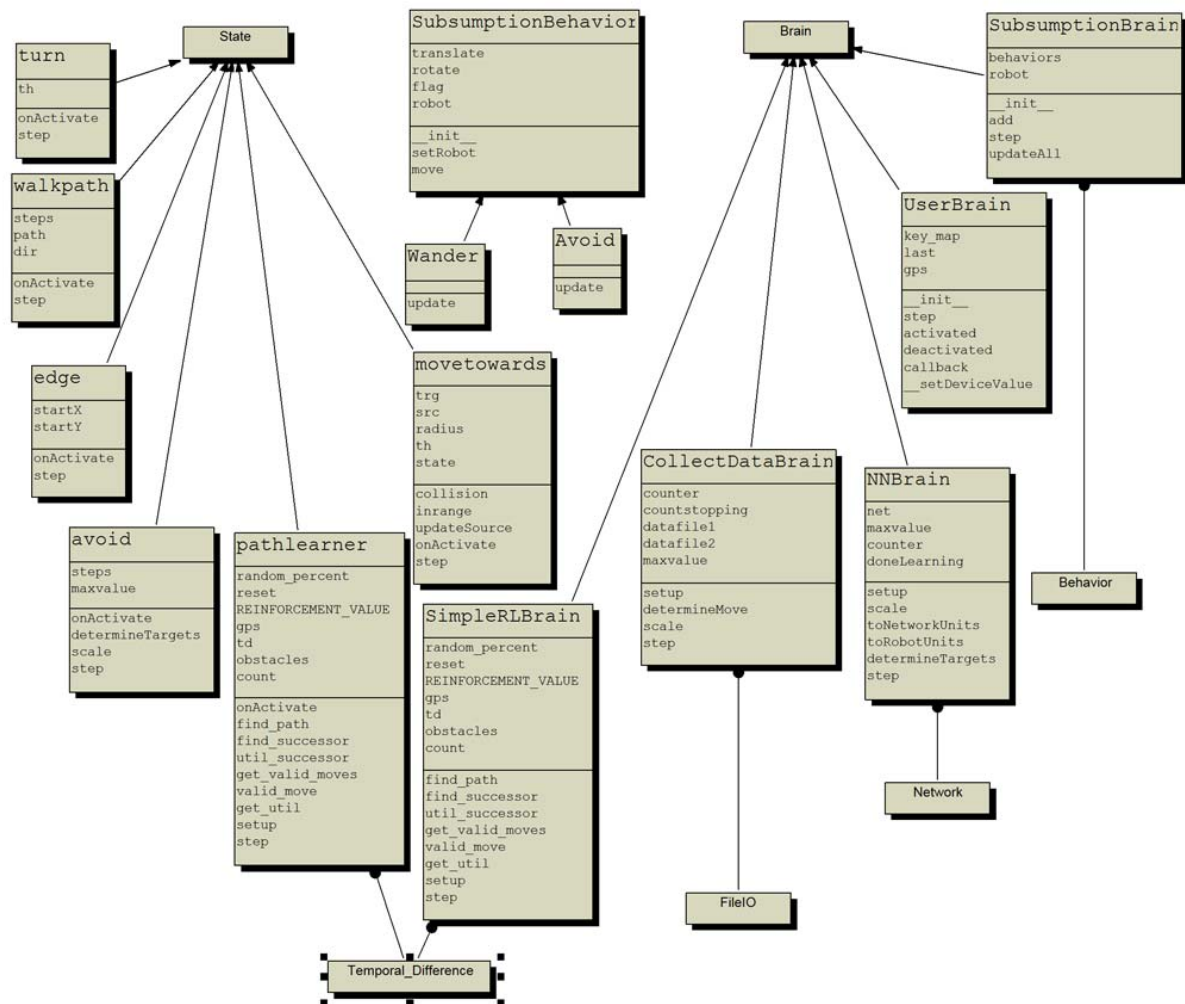 State
turn
th
onActivate
step
walkpath
steps
path
dir
onActivate
step
edge
startX
startY
onActivate
step
avoid
steps
maxvalue
onActivate
determineTargets
scale
step
pathlearner
random_percent
reset
REINFORCEMENT_VALUE
gps
td
obstacles
count
onActivate
find_path
find_successor
util_successor
get_valid_moves
valid_move
get_util
setup
step
movetowards
trg
src
radius
th
state
collision
inrange
updateSource
onActivate
step
SubsumptionBehavior
translate
rotate
flag
robot
__init__
setRobot
move
Wander
update
Avoid
update
Brain
SubsumptionBrain
behaviors
robot
__init__
add
step
updateAll
UserBrain
key_map
last
gps
__init__
step
activated
deactivated
callback
__setDeviceValue
CollectDataBrain
counter
countstopping
datafile1
datafile2
maxvalue
setup
determineMove
scale
step
NNBrain
net
maxvalue
counter
doneLearning
setup
scale
toNetworkUnits
toRobotUnits
determineTargets
step
Behavior
SimpleRLBrain
random_percent
reset
REINFORCEMENT_VALUE
gps
td
obstacles
count
find_path
find_successor
util_successor
get_valid_moves
valid_move
get_util
setup
step
Network
FileIO
Temporal_Difference